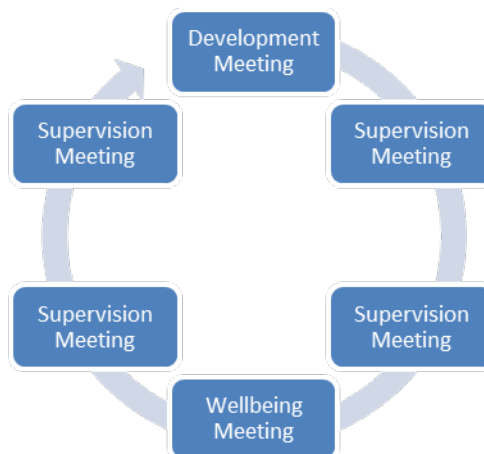 Development
Meeting
Supervision
Meeting
Supervision
Meeting
Wellbeing
Meeting
Supervision
Meeting
Supervision
Meeting